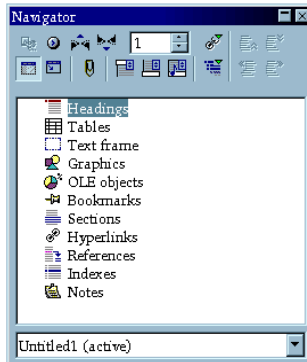 Navigator
1
Headings
Tables
Text frame
Graphics
OLE objects
Bookmarks
Sections
Hyperlinks
References
Indexes
Notes
Untitled1 (active)